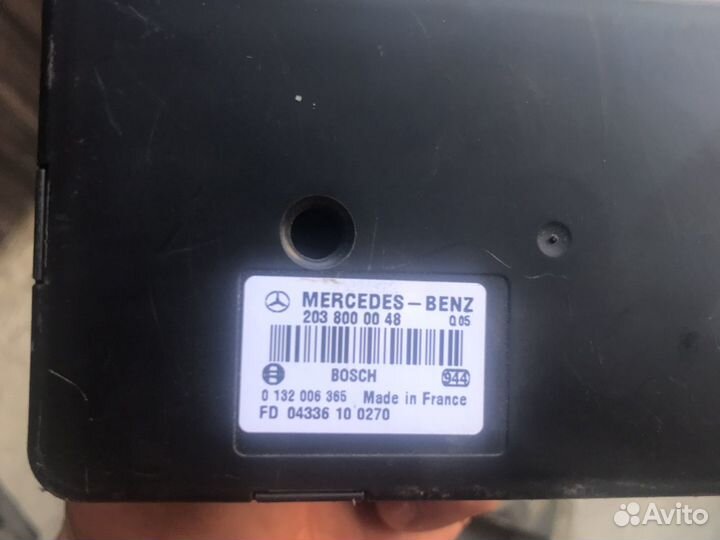 MERCEDES-BENZ
203 800 00 48 Q05
BOSCH 944
0 132 006 365 Made in France
FD 04336 10 0270
Avito